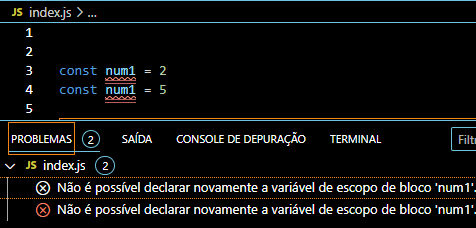 JS index.js > ...
1
2
3 const num1 = 2
4 const num1 = 5
5
PROBLEMAS 2 SAÍDA CONSOLE DE DEPURAÇÃO TERMINAL Filtr
JS index.js 2
Não é possível declarar novamente a variável de escopo de bloco 'num1'.
Não é possível declarar novamente a variável de escopo de bloco 'num1'.